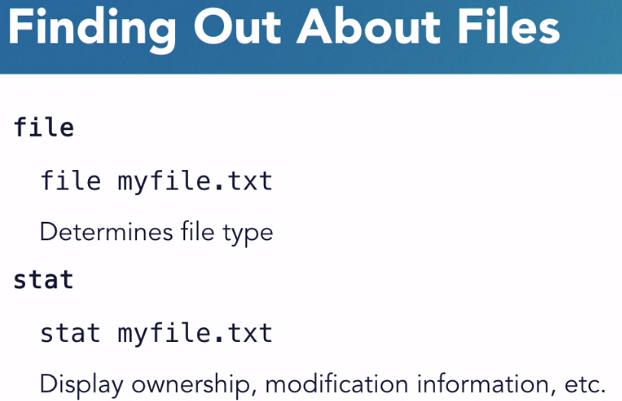 Finding Out About Files
file
file myfile.txt
Determines file type
stat
stat myfile.txt
Display ownership, modification information, etc.